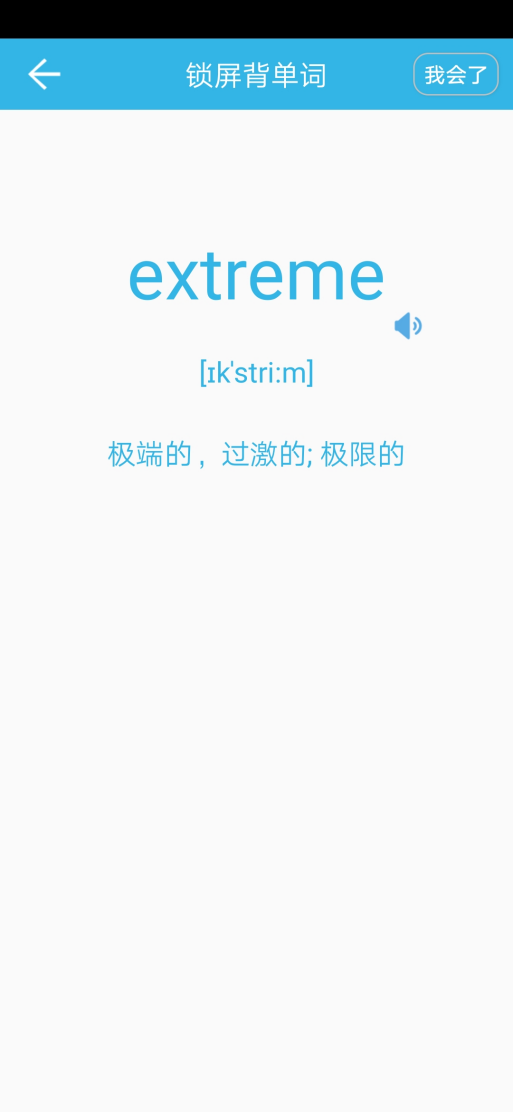 锁屏背单词
我会了
extreme
[ɪk'stri:m]
极端的，过激的; 极限的